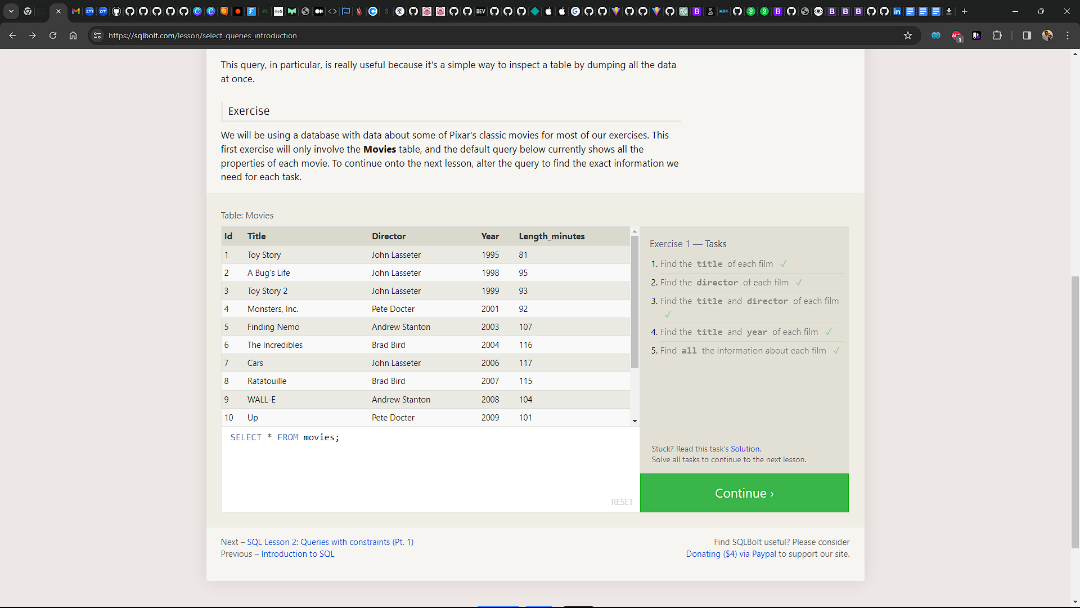 https://sqlbolt.com/lesson/select-queries-introduction
This query, in particular, is really useful because it's a simple way to inspect a table by dumping all the data
at once.
Exercise
We will be using a database with data about some of Pixar's classic movies for most of our exercises. This
first exercise will only involve the Movies table, and the default query below currently shows all the
properties of each movie. To continue onto the next lesson, alter the query to find the exact information we
need for each task.
Table: Movies
Id Title Director Year Length_minutes
1 Toy Story John Lasseter 1995 81
2 A Bug's Life John Lasseter 1998 95
3 Toy Story 2 John Lasseter 1999 93
4 Monsters, Inc. Pete Docter 2001 92
5 Finding Nemo Andrew Stanton 2003 107
6 The Incredibles Brad Bird 2004 116
7 Cars John Lasseter 2006 117
8 Ratatouille Brad Bird 2007 115
9 WALL-E Andrew Stanton 2008 104
10 Up Pete Docter 2009 101
SELECT * FROM movies;
RESET
Exercise 1 — Tasks
1. Find the title of each film ✓
2. Find the director of each film ✓
3. Find the title and director of each film
✓
4. Find the title and year of each film ✓
5. Find all the information about each film ✓
Stuck? Read this task's Solution.
Solve all tasks to continue to the next lesson.
Continue ›
Next – SQL Lesson 2: Queries with constraints (Pt. 1)
Previous – Introduction to SQL
Find SQLBolt useful? Please consider
Donating ($4) via Paypal to support our site.